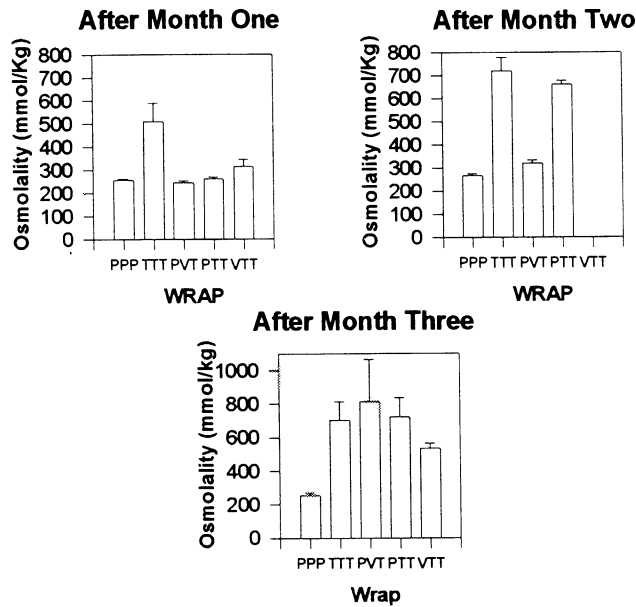 After Month One
Osmolality (mmol/Kg)
800
700
600
500
400
300
200
100
0
PPP TTT PVT PTT VTT
WRAP
After Month Two
Osmolality (mmol/Kg)
800
700
600
500
400
300
200
100
0
PPP TTT PVT PTT VTT
WRAP
After Month Three
Osmolality (mmol/kg)
1000
800
600
400
200
0
PPP TTT PVT PTT VTT
Wrap